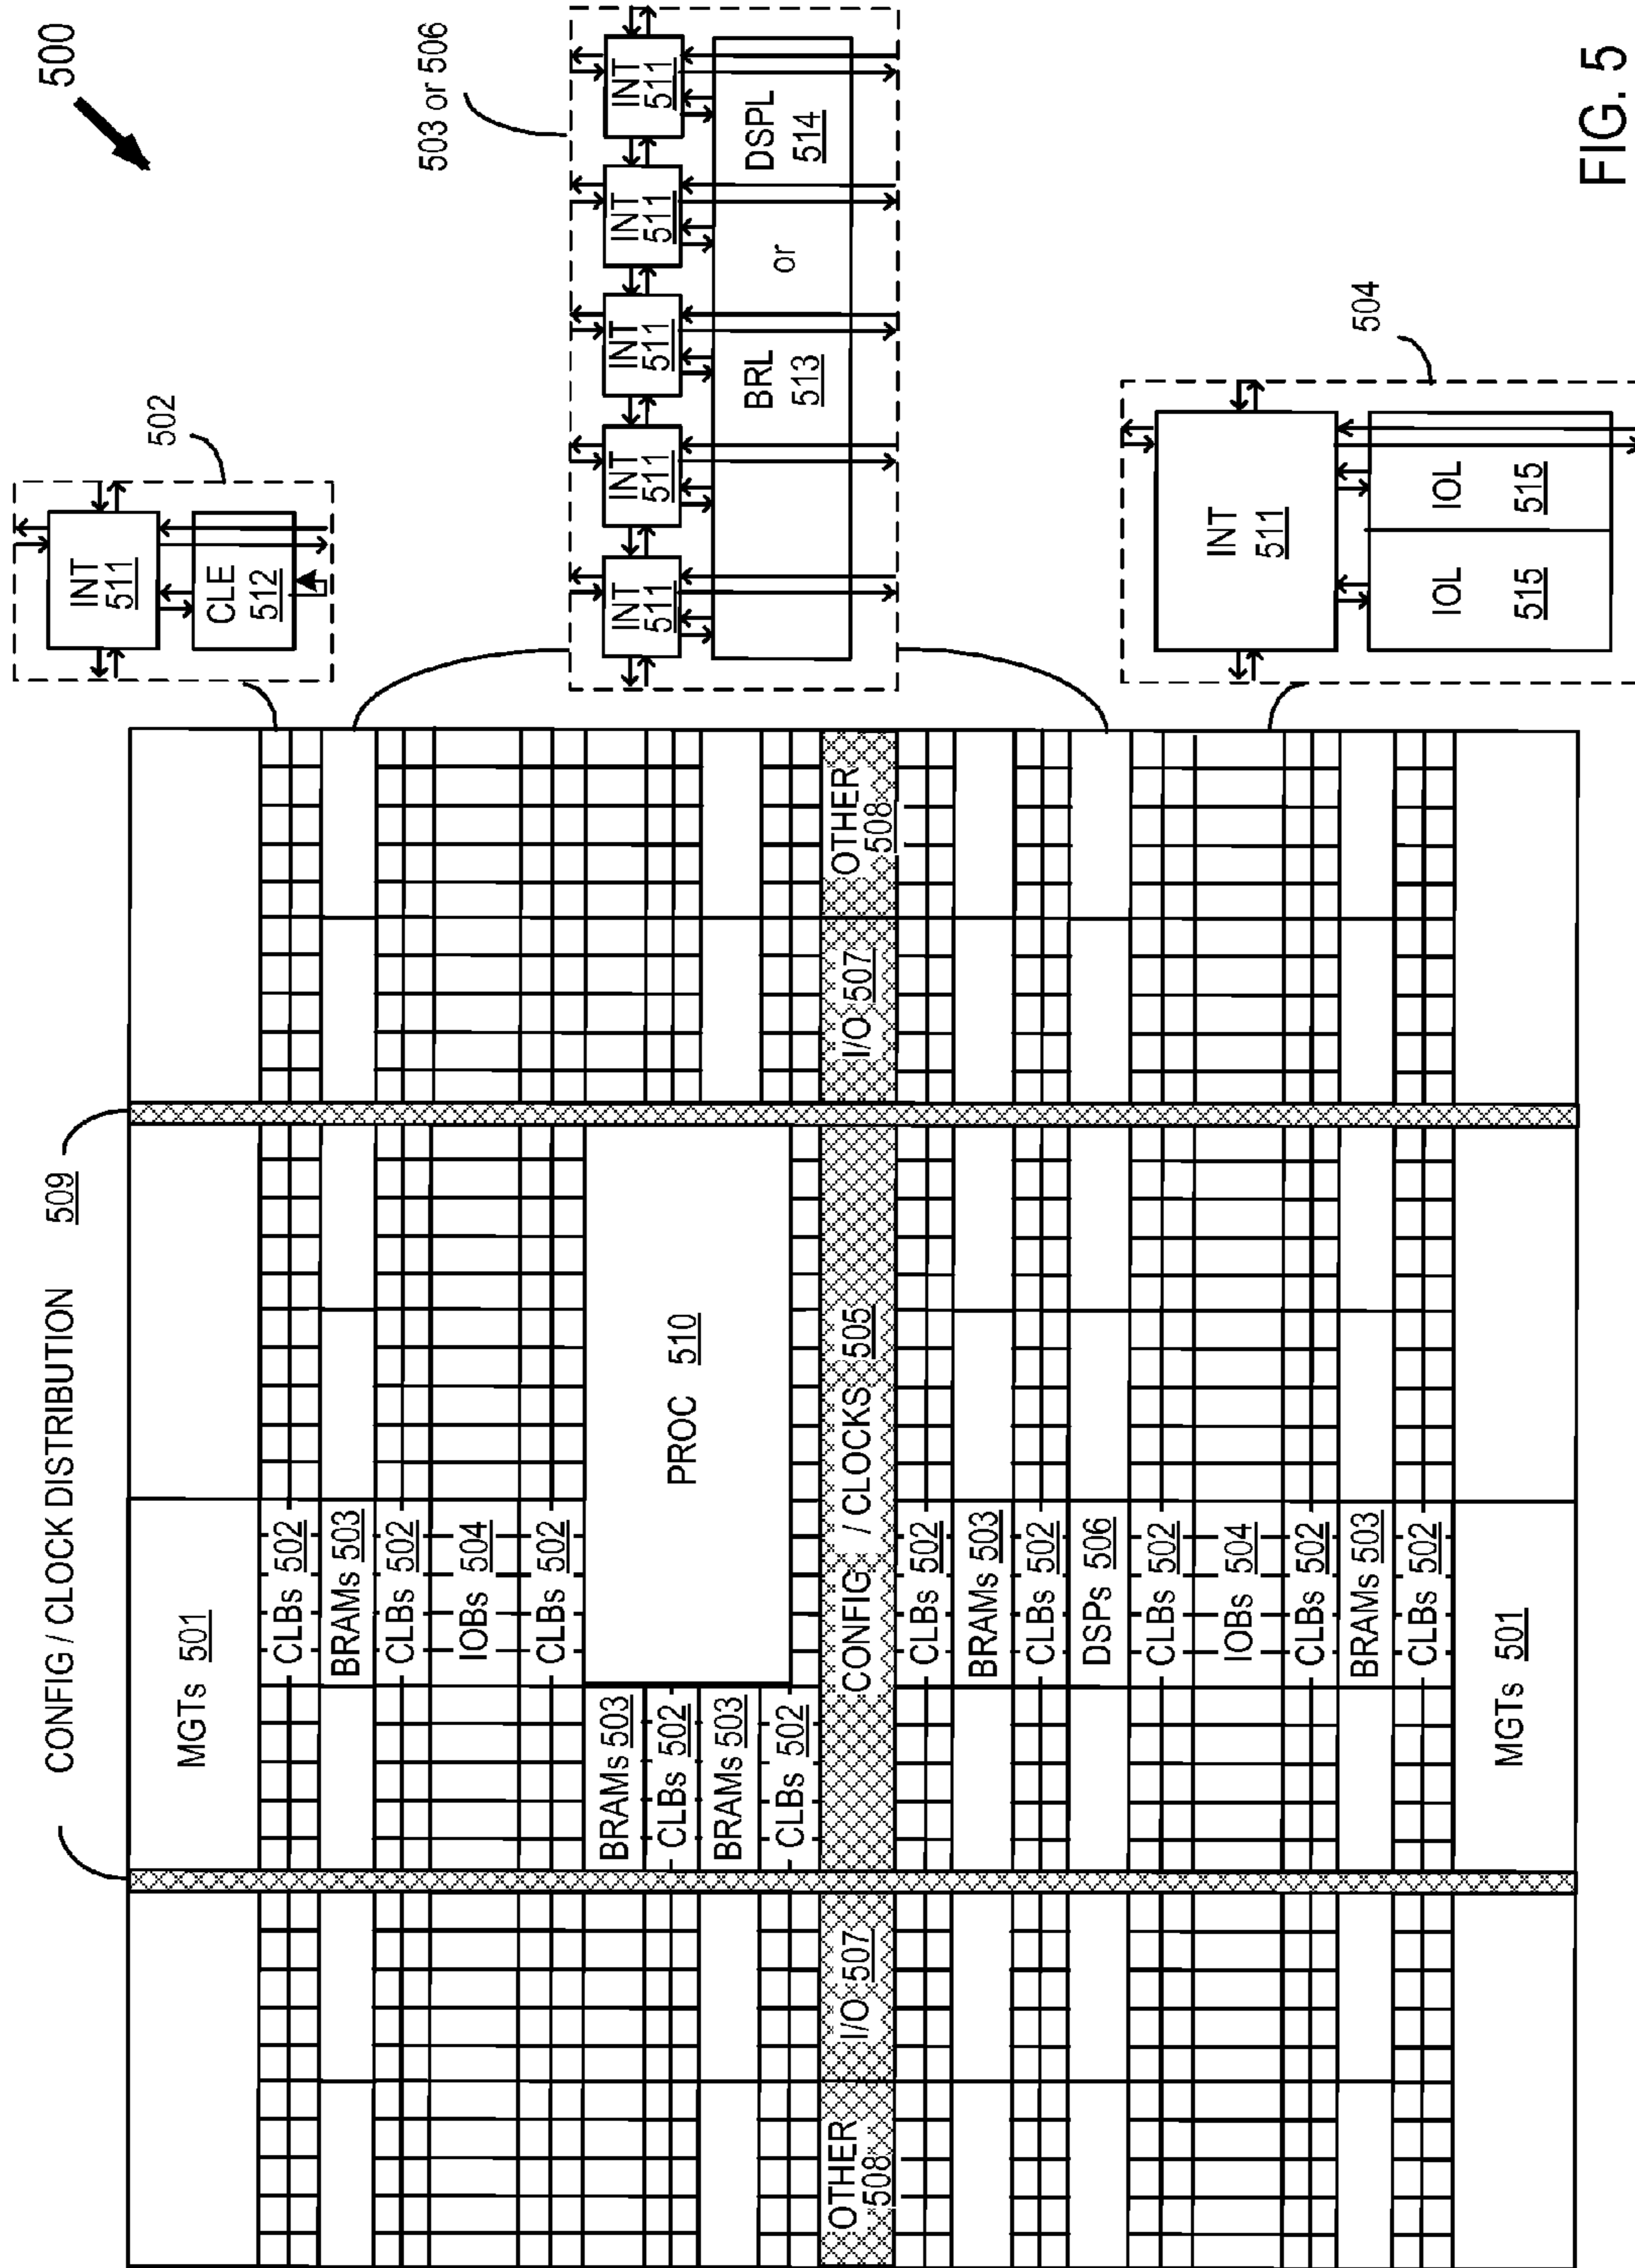 500
CONFIG / CLOCK DISTRIBUTION 509
MGTs 501
CLBs 502
BRAMs 503
CLBs 502
IOBs 504
CLBs 502
BRAMs 503
CLBs 502
BRAMs 503
CLBs 502
PROC 510
OTHER
508
I/O 507
CONFIG / CLOCKS 505
I/O 507
OTHER
508
CLBs 502
BRAMs 503
CLBs 502
DSPs 506
CLBs 502
IOBs 504
CLBs 502
BRAMs 503
CLBs 502
MGTs 501
502
INT
511
CLE
512
503 or 506
INT
511
INT
511
INT
511
INT
511
INT
511
BRL
513
or
DSPL
514
504
INT
511
IOL
515
IOL
515
FIG. 5